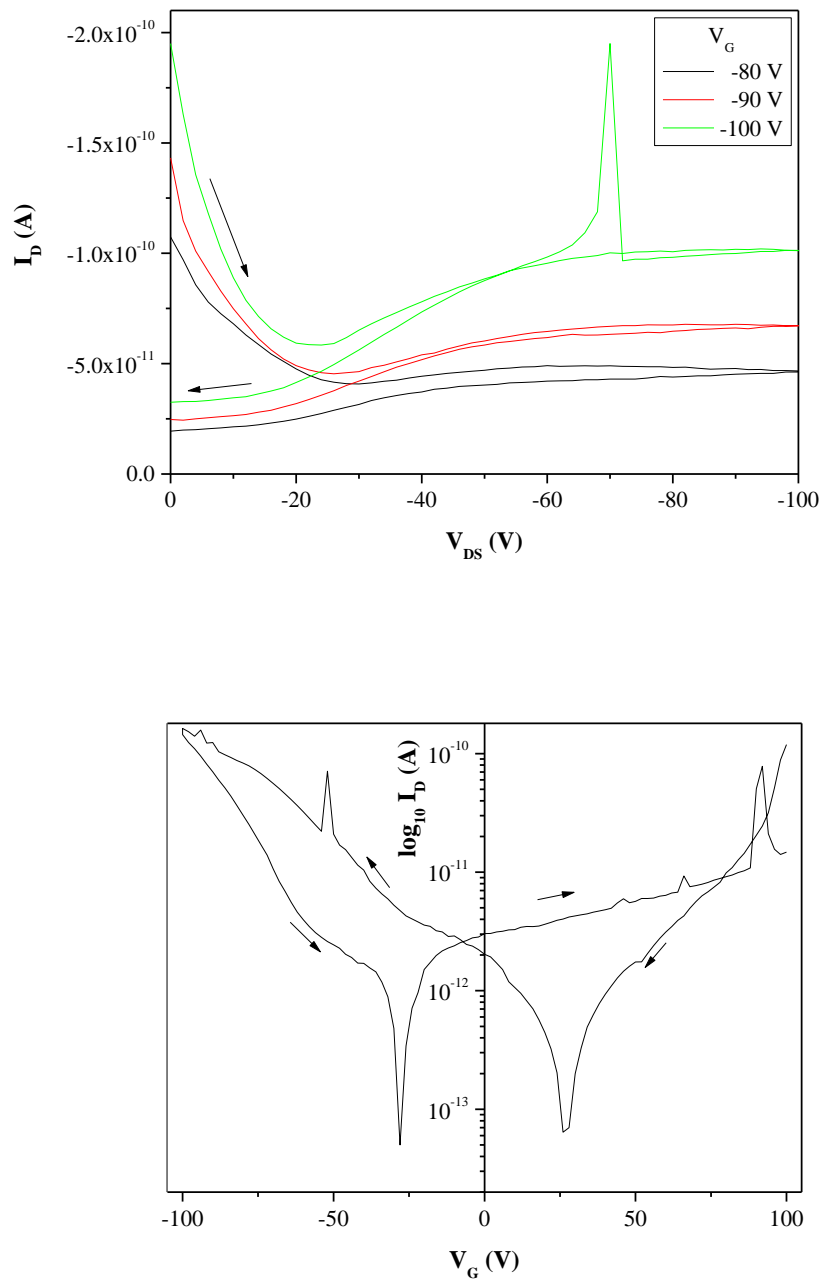 -2.0x10⁻¹⁰
-1.5x10⁻¹⁰
-1.0x10⁻¹⁰
-5.0x10⁻¹¹
0.0
I_D (A)
V_G
-80 V
-90 V
-100 V
0
-20
-40
-60
-80
-100
V_DS (V)
log₁₀ I_D (A)
10⁻¹⁰
10⁻¹¹
10⁻¹²
10⁻¹³
-100
-50
0
50
100
V_G (V)